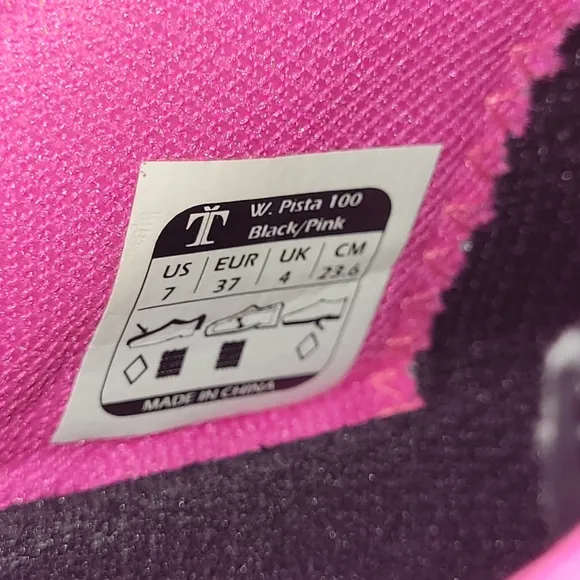 Ť W. Pista 100
Black/Pink
US EUR UK CM
7 37 4 23.6
MADE IN CHINA